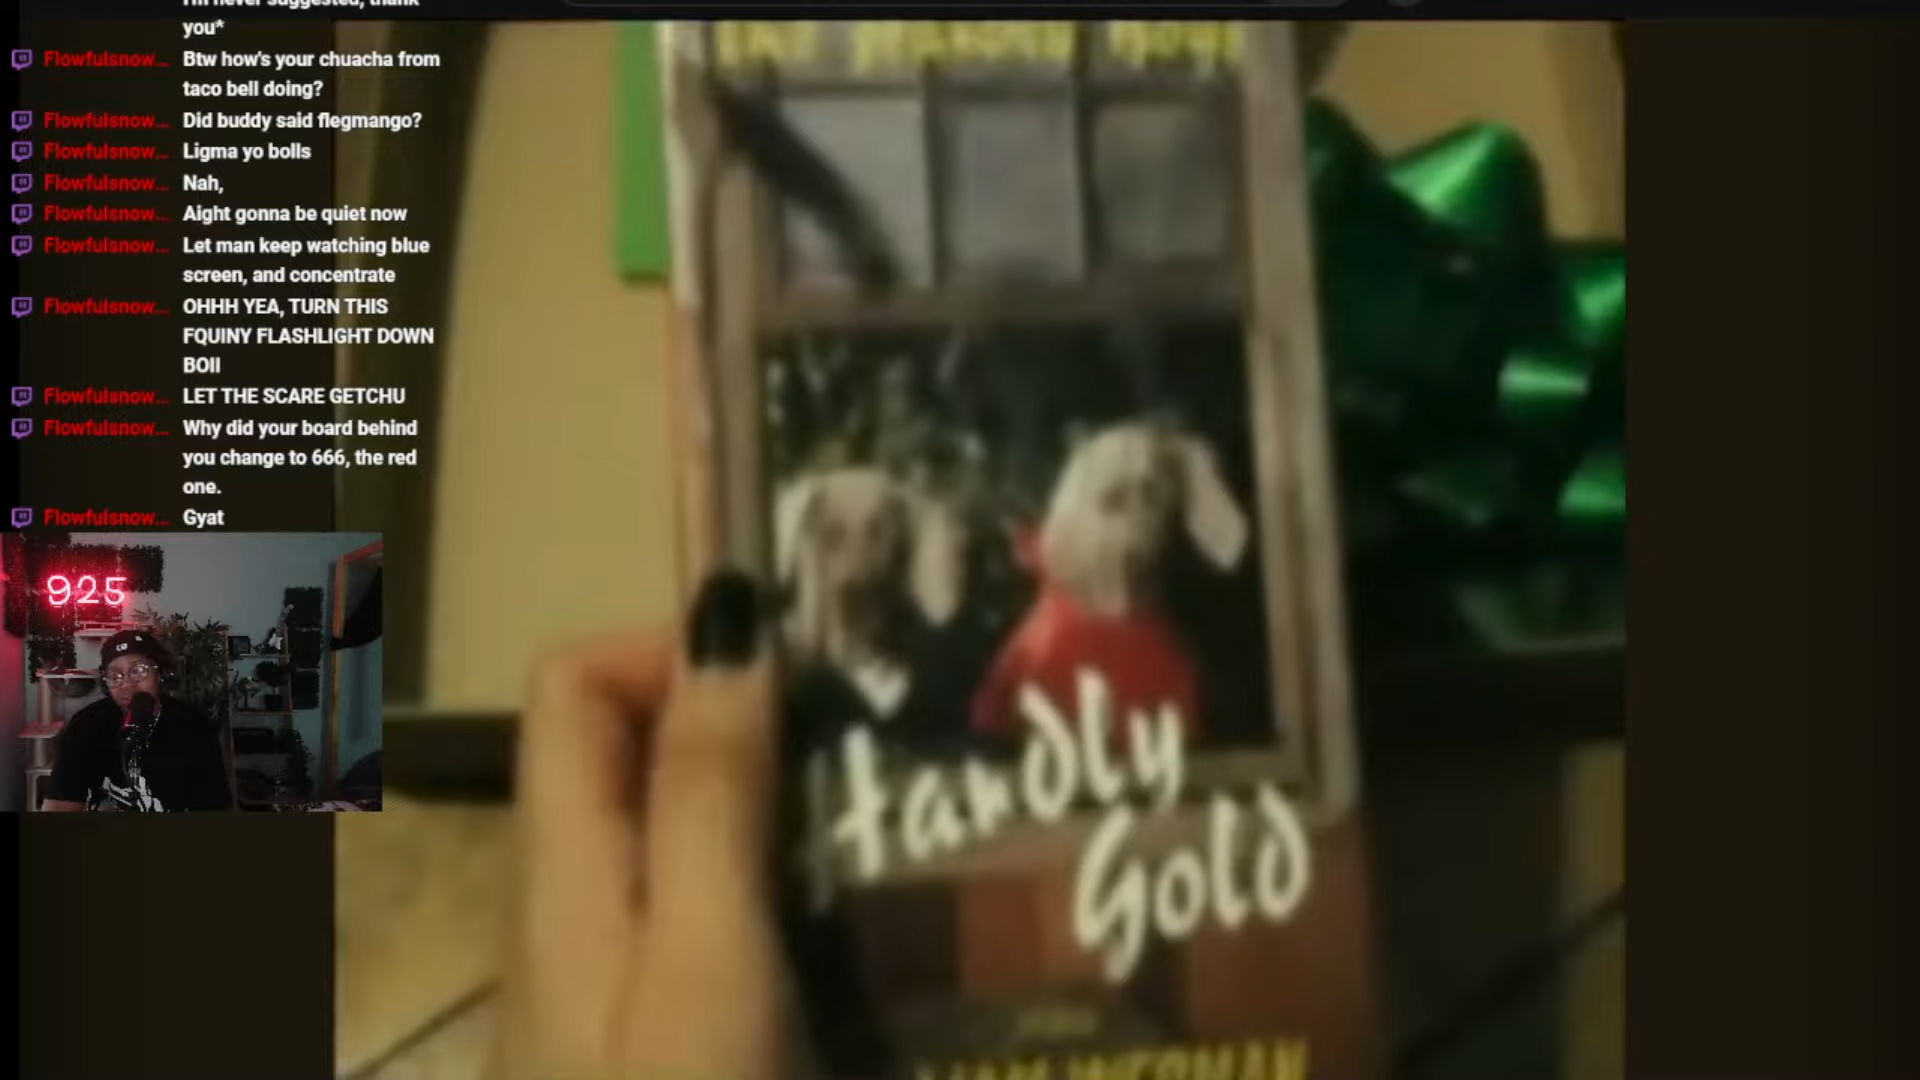 you*
Flowfulsnow... Btw how's your chuacha from
taco bell doing?
Flowfulsnow... Did buddy said flegmango?
Flowfulsnow... Ligma yo bolls
Flowfulsnow... Nah,
Flowfulsnow... Aight gonna be quiet now
Flowfulsnow... Let man keep watching blue
screen, and concentrate
Flowfulsnow... OHHH YEA, TURN THIS
FQUINY FLASHLIGHT DOWN
BOII
Flowfulsnow... LET THE SCARE GETCHU
Flowfulsnow... Why did your board behind
you change to 666, the red
one.
Flowfulsnow... Gyat
925
tandly
Gold